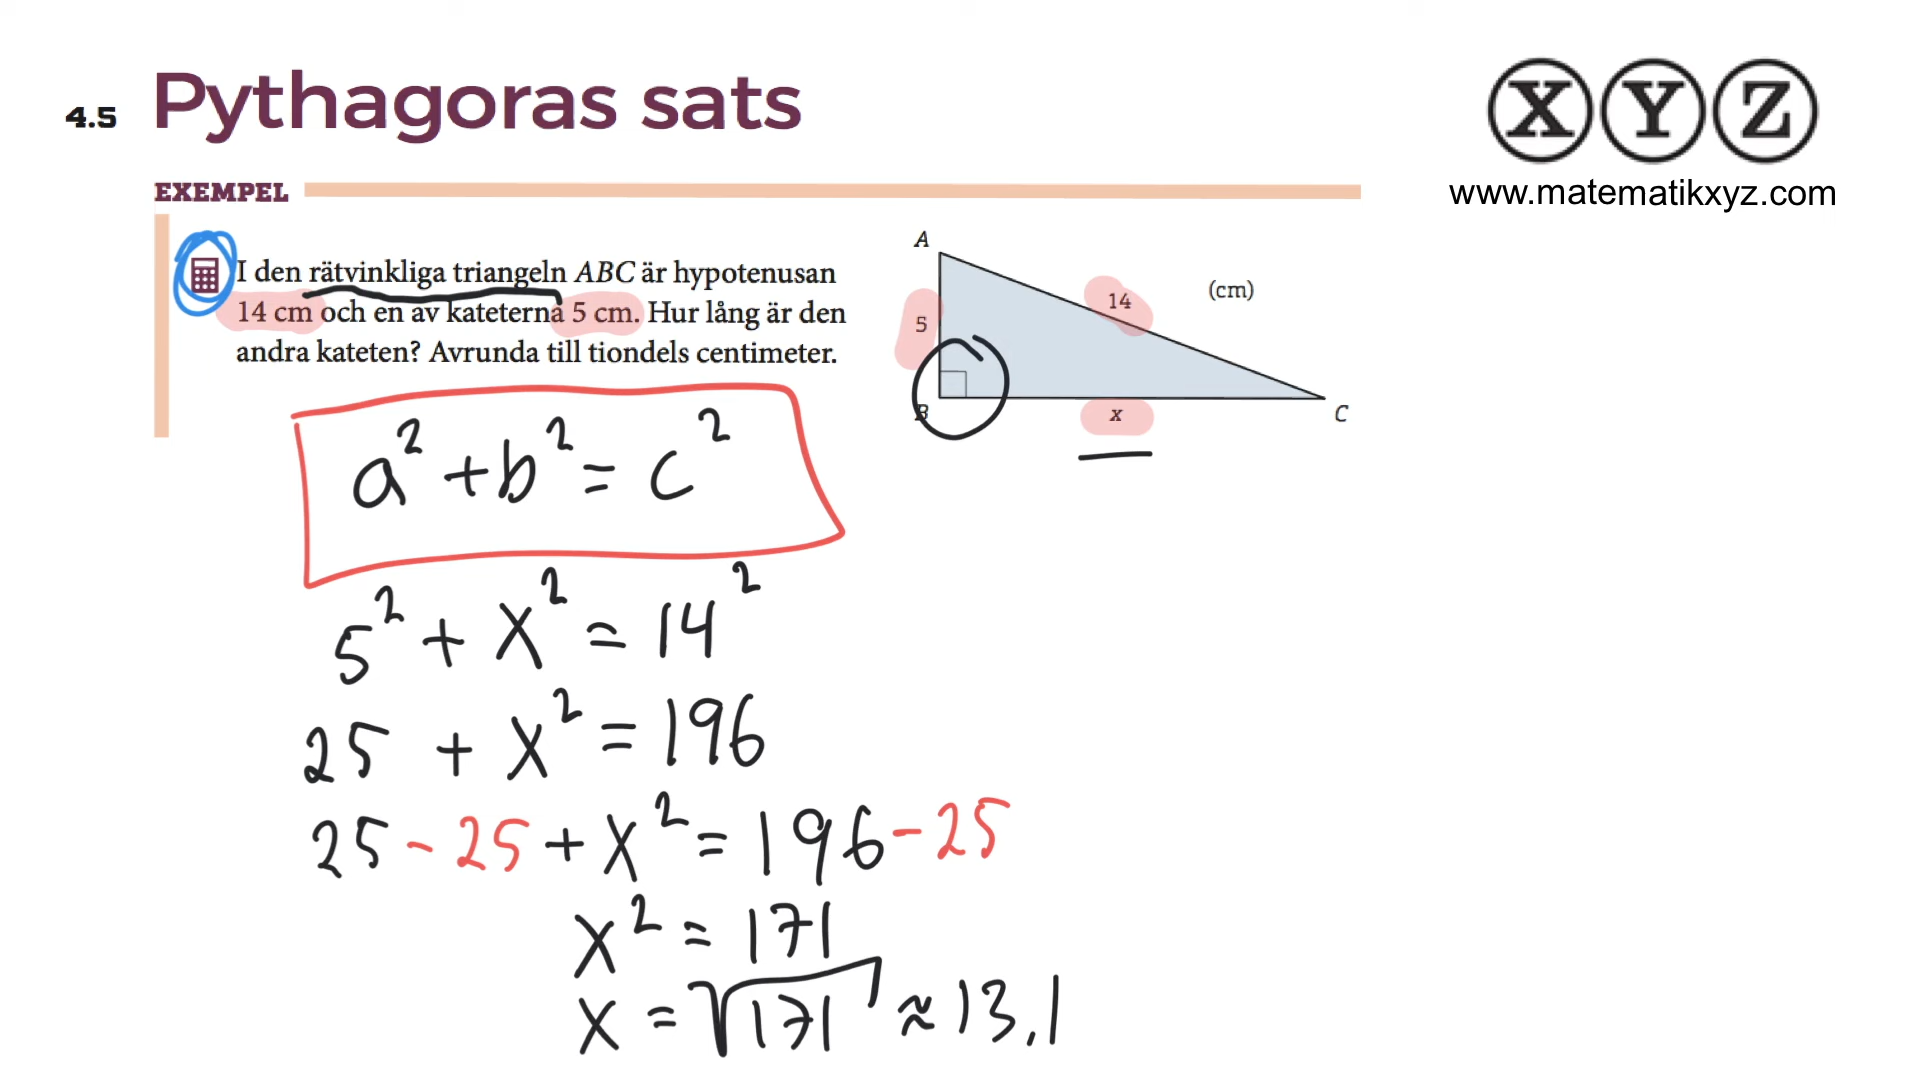 4.5 Pythagoras sats
XYZ
www.matematikxyz.com
EXEMPEL
I den rätvinkliga triangeln ABC är hypotenusan
14 cm och en av kateterna 5 cm. Hur lång är den
andra kateten? Avrunda till tiondels centimeter.
A
14
(cm)
5
B
x
C
a² + b² = c²
5² + x² = 14²
25 + x² = 196
25 - 25 + x² = 196 - 25
x² = 171
x = √171 ≈ 13,1